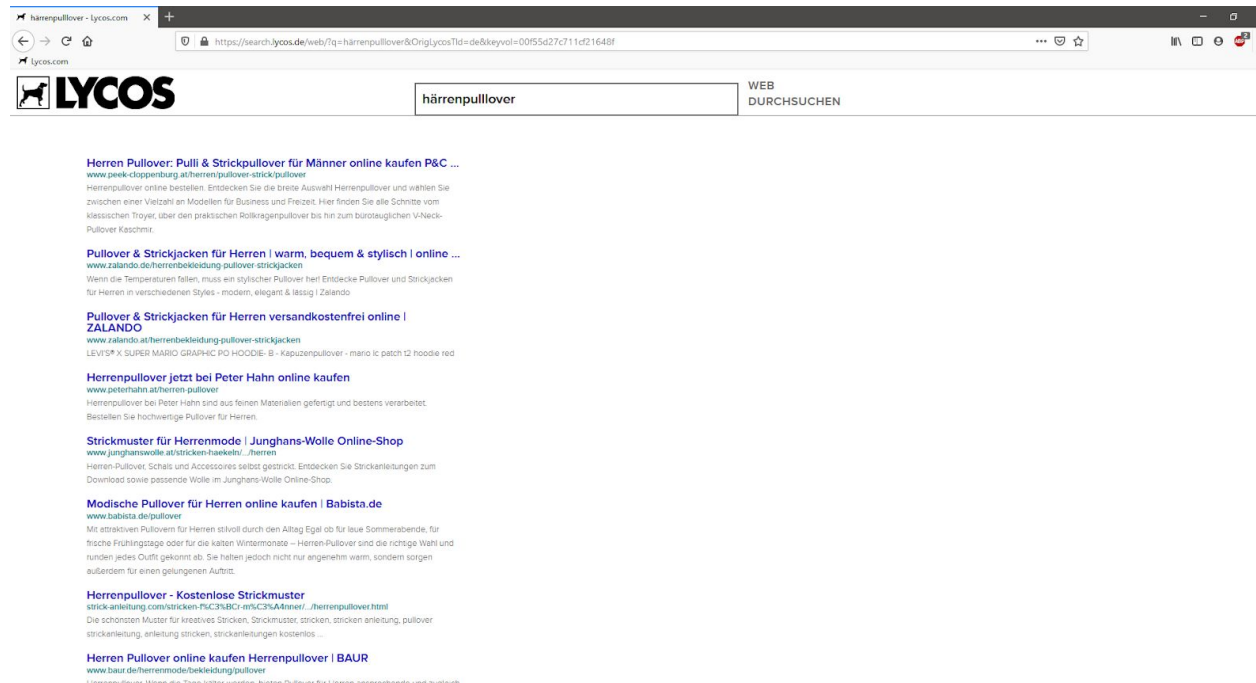 härrenpulllover - Lycos.com
https://search.lycos.de/web/?q=härrenpulllover&OrigLycosTId=de&keyvol=00f55d27c711cf21648f
Lycos.com
LYCOS
härrenpulllover
WEB
DURCHSUCHEN
Herren Pullover: Pulli & Strickpullover für Männer online kaufen P&C ...
www.peek-cloppenburg.at/herren/pullover-strick/pullover
Herrenpullover online bestellen. Entdecken Sie die breite Auswahl Herrenpullover und wählen Sie
zwischen einer Vielzahl an Modellen für Business und Freizeit. Hier finden Sie alle Schnitte vom
klassischen Troyer, über den praktischen Rollkragenpullover bis hin zum bürotauglichen V-Neck-
Pullover Kaschmir.
Pullover & Strickjacken für Herren | warm, bequem & stylisch | online ...
www.zalando.de/herrenbekleidung-pullover-strickjacken
Wenn die Temperaturen fallen, muss ein stylischer Pullover her! Entdecke Pullover und Strickjacken
für Herren in verschiedenen Styles - modern, elegant & lässig | Zalando
Pullover & Strickjacken für Herren versandkostenfrei online |
ZALANDO
www.zalando.at/herrenbekleidung-pullover-strickjacken
LEVI'S® X SUPER MARIO GRAPHIC PO HOODIE- B - Kapuzenpullover - mario lc patch t2 hoodie red
Herrenpullover jetzt bei Peter Hahn online kaufen
www.peterhahn.at/herren-pullover
Herrenpullover bei Peter Hahn sind aus feinen Materialien gefertigt und bestens verarbeitet.
Bestellen Sie hochwertige Pullover für Herren.
Strickmuster für Herrenmode | Junghans-Wolle Online-Shop
www.junghanswolle.at/stricken-haekeln/.../herren
Herren-Pullover, Schals und Accessoires selbst gestrickt. Entdecken Sie Strickanleitungen zum
Download sowie passende Wolle im Junghans-Wolle Online-Shop.
Modische Pullover für Herren online kaufen | Babista.de
www.babista.de/pullover
Mit attraktiven Pullovern für Herren stilvoll durch den Alltag Egal ob für laue Sommerabende, für
frische Frühlingstage oder für die kalten Wintermonate – Herren-Pullover sind die richtige Wahl und
runden jedes Outfit gekonnt ab. Sie halten jedoch nicht nur angenehm warm, sondern sorgen
außerdem für einen gelungenen Auftritt.
Herrenpullover - Kostenlose Strickmuster
strick-anleitung.com/stricken-f%C3%BCr-m%C3%A4nner/.../herrenpullover.html
Die schönsten Muster für kreatives Stricken, Strickmuster, stricken, stricken anleitung, pullover
strickanleitung, anleitung stricken, strickanleitungen kostenlos ...
Herren Pullover online kaufen Herrenpullover | BAUR
www.baur.de/herrenmode/bekleidung/pullover